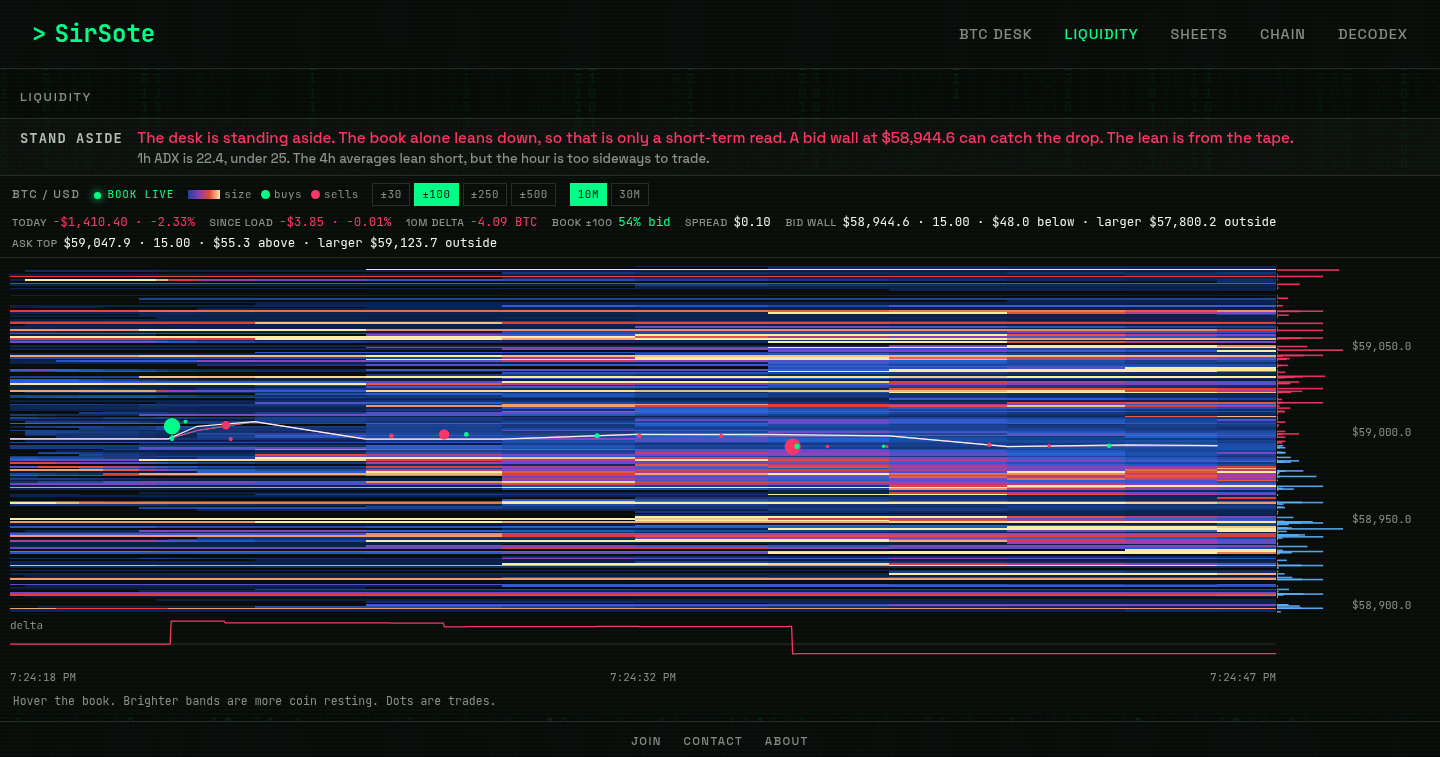 > SirSote
BTC DESK LIQUIDITY SHEETS CHAIN DECODEX
LIQUIDITY
STAND ASIDE The desk is standing aside. The book alone leans down, so that is only a short-term read. A bid wall at $58,944.6 can catch the drop. The lean is from the tape.
1h ADX is 22.4, under 25. The 4h averages lean short, but the hour is too sideways to trade.
BTC / USD BOOK LIVE size buys sells ±30 ±100 ±250 ±500 10M 30M
TODAY -$1,410.40 · -2.33% SINCE LOAD -$3.85 · -0.01% 10M DELTA -4.09 BTC BOOK ±100 54% bid SPREAD $0.10 BID WALL $58,944.6 · 15.00 · $48.0 below · larger $57,800.2 outside
ASK TOP $59,047.9 · 15.00 · $55.3 above · larger $59,123.7 outside
$59,050.0
$59,000.0
$58,950.0
$58,900.0
delta
7:24:18 PM 7:24:32 PM 7:24:47 PM
Hover the book. Brighter bands are more coin resting. Dots are trades.
JOIN CONTACT ABOUT